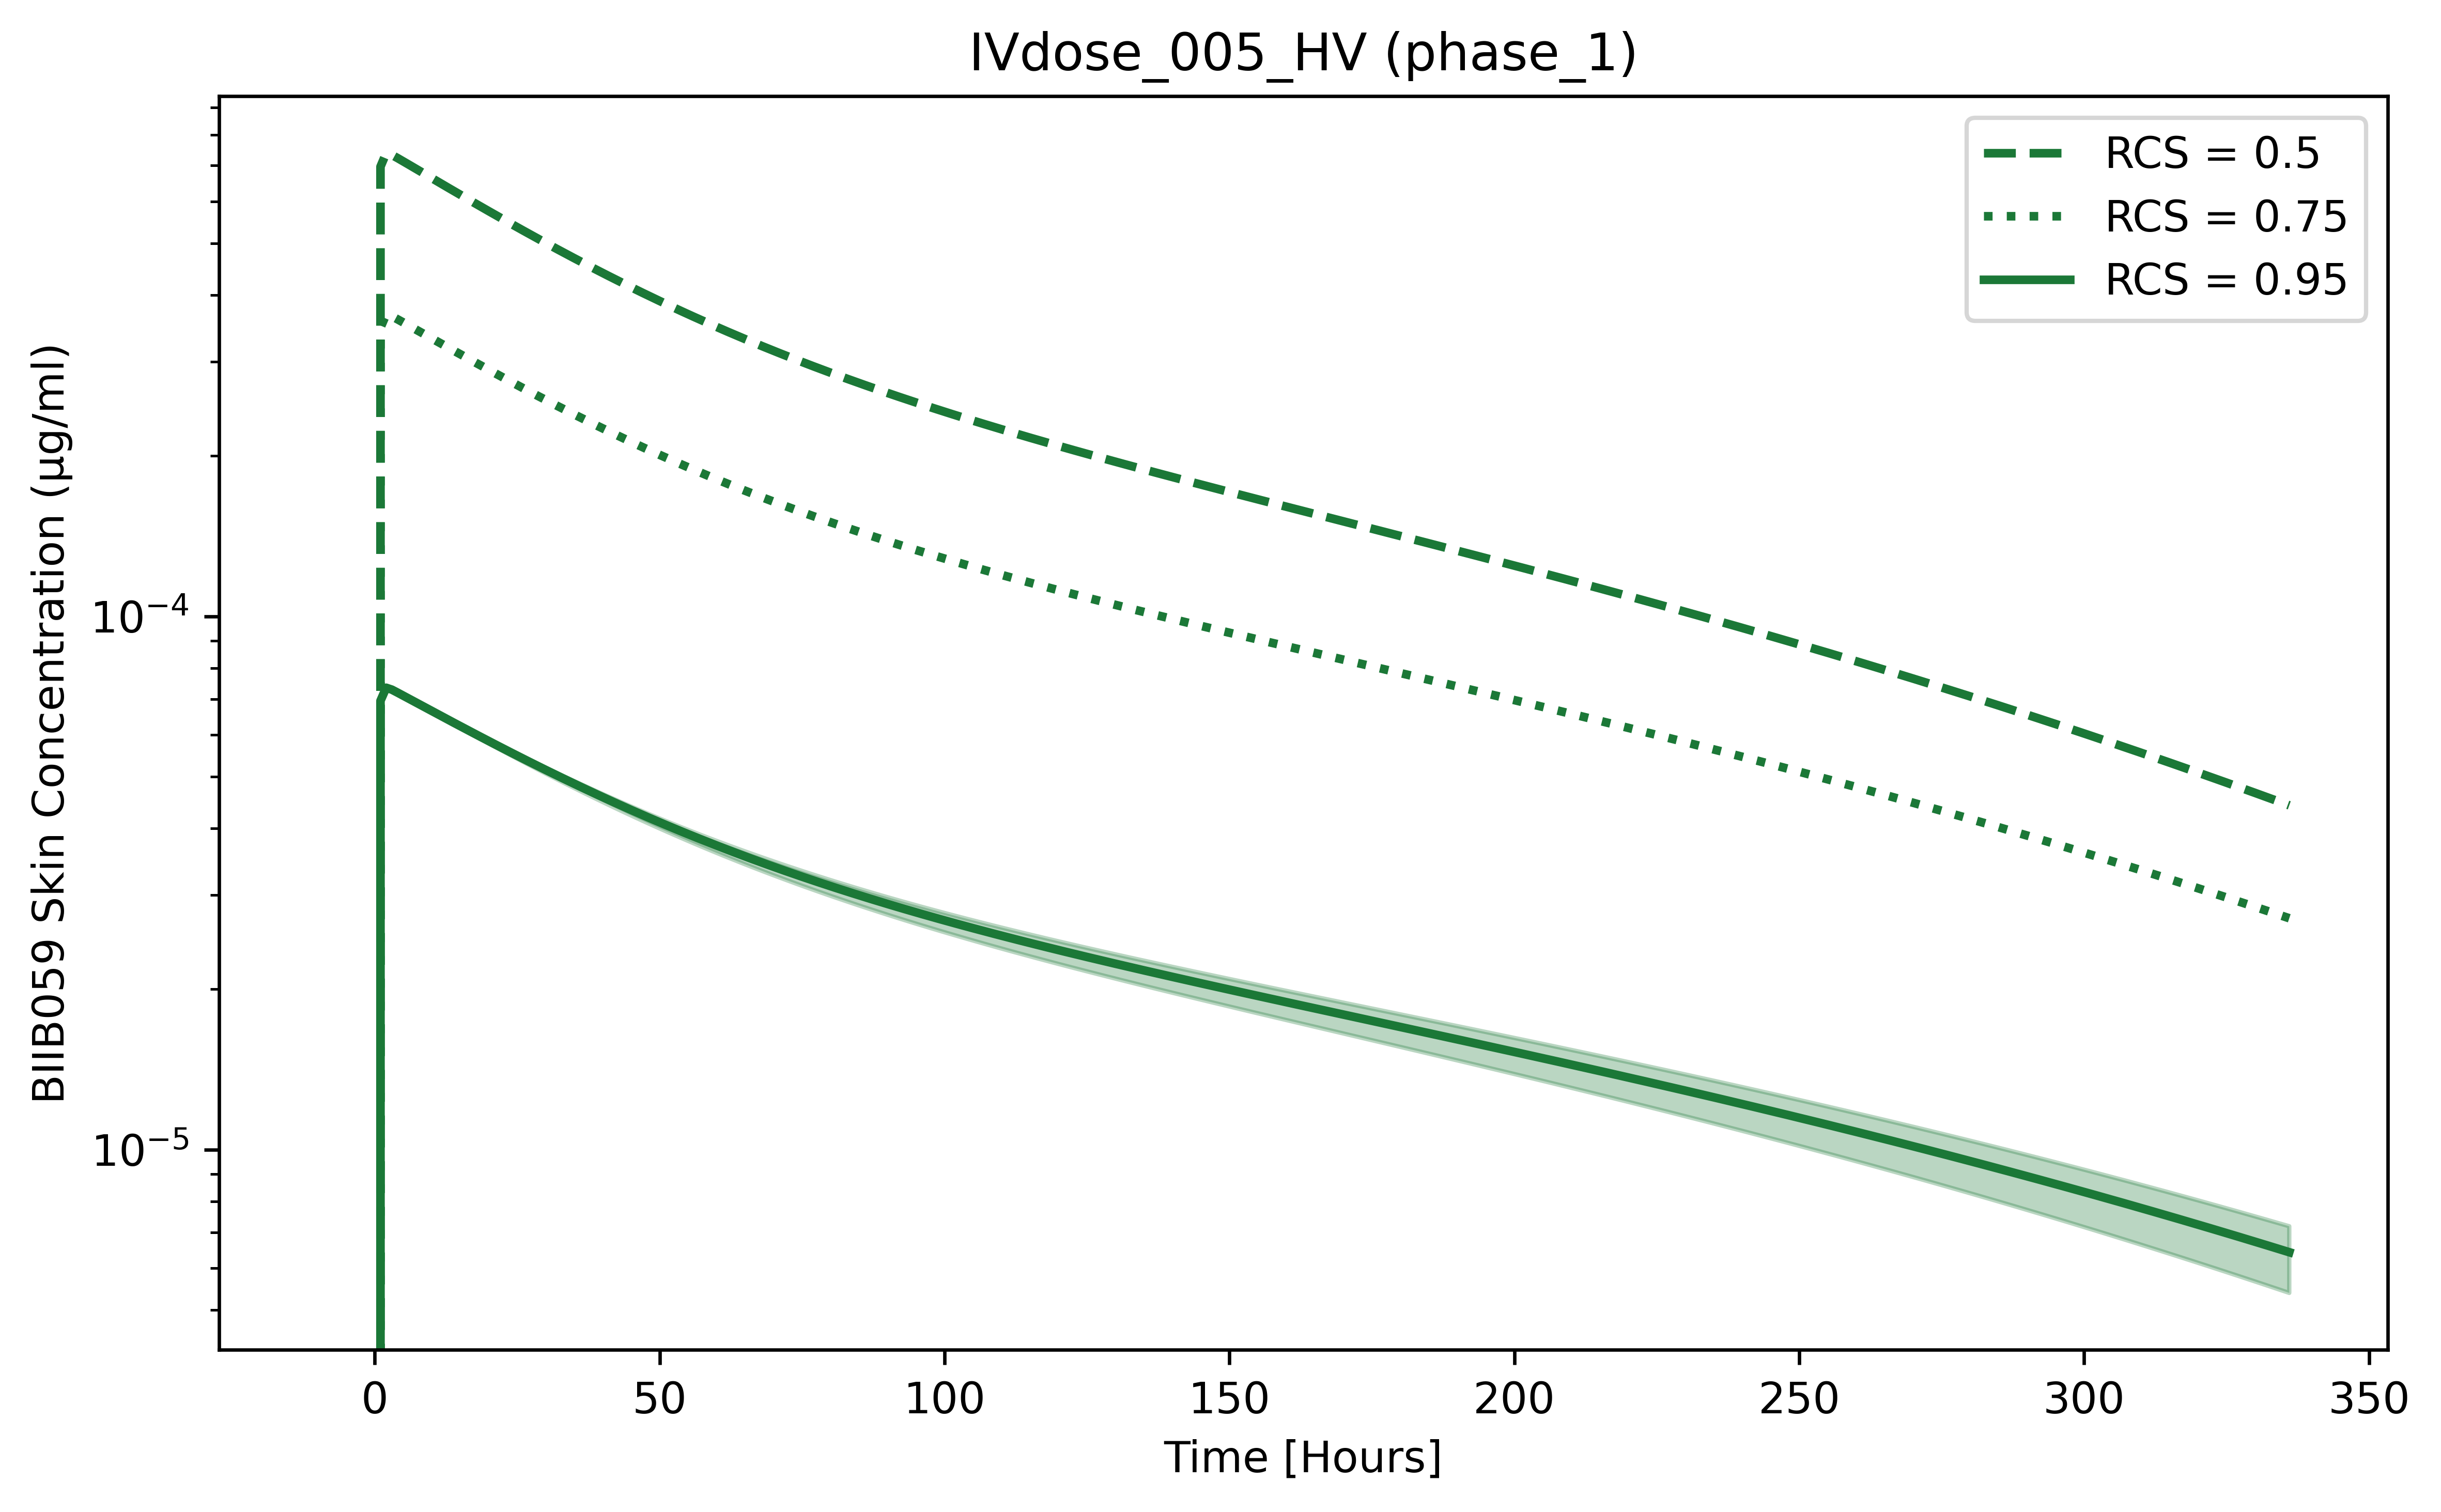 IVdose_005_HV (phase_1)
RCS = 0.5
RCS = 0.75
RCS = 0.95
BIIB059 Skin Concentration (µg/ml)
10⁻⁴
10⁻⁵
0 50 100 150 200 250 300 350
Time [Hours]